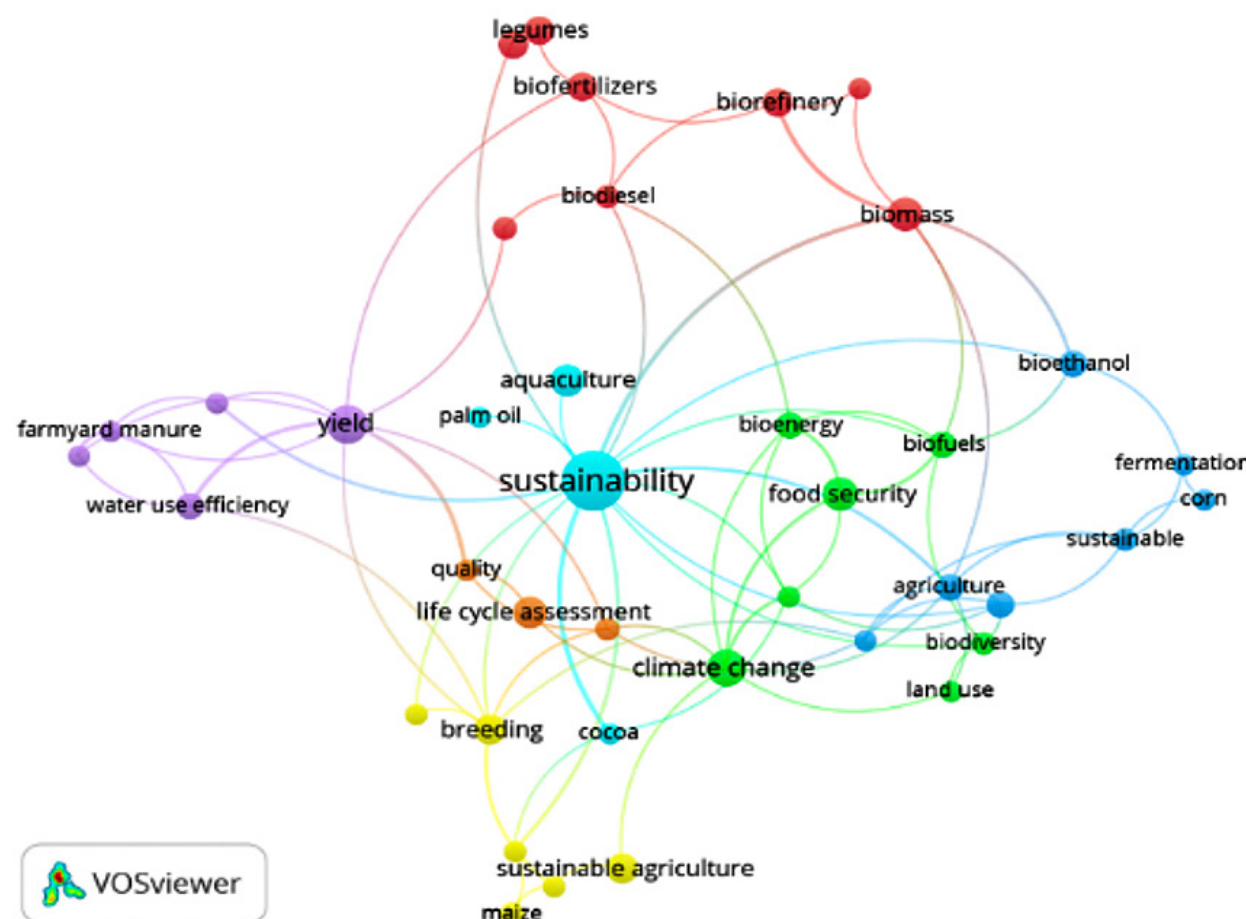 legumes
biofertilizers
biorefinery
biodiesel
biomass
bioethanol
aquaculture
palm oil
yield
farmyard manure
bioenergy
biofuels
fermentation
sustainability
food security
corn
water use efficiency
sustainable
quality
agriculture
life cycle assessment
biodiversity
climate change
land use
breeding
cocoa
sustainable agriculture
VOSviewer
maize